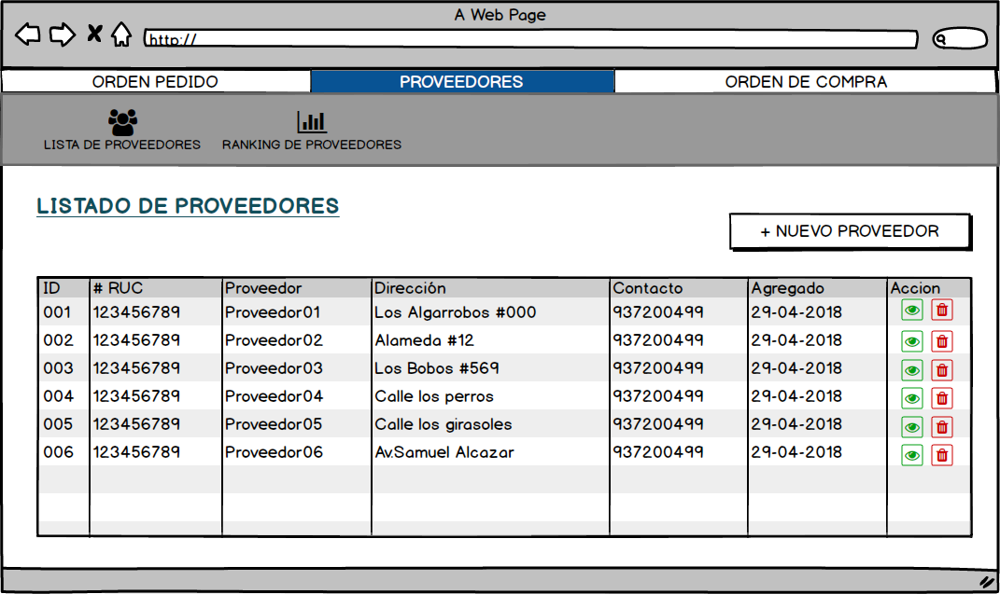 A Web Page
http://
ORDEN PEDIDO PROVEEDORES ORDEN DE COMPRA
LISTA DE PROVEEDORES RANKING DE PROVEEDORES
LISTADO DE PROVEEDORES
+ NUEVO PROVEEDOR
ID # RUC Proveedor Dirección Contacto Agregado Accion
001 123456789 Proveedor01 Los Algarrobos #000 937200499 29-04-2018
002 123456789 Proveedor02 Alameda #12 937200499 29-04-2018
003 123456789 Proveedor03 Los Bobos #569 937200499 29-04-2018
004 123456789 Proveedor04 Calle los perros 937200499 29-04-2018
005 123456789 Proveedor05 Calle los girasoles 937200499 29-04-2018
006 123456789 Proveedor06 Av.Samuel Alcazar 937200499 29-04-2018